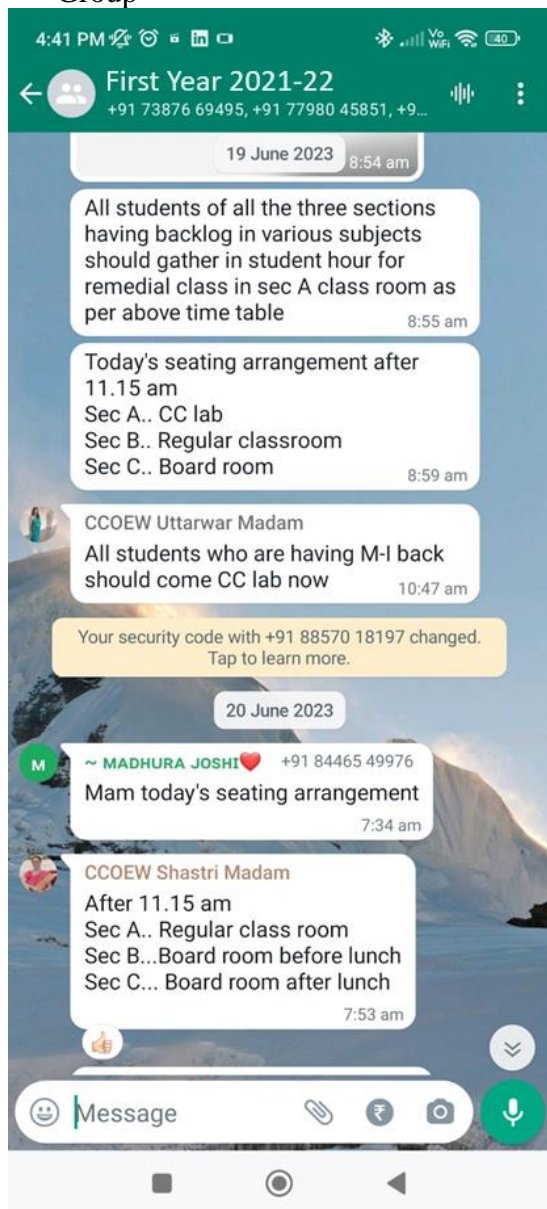 Group
4:41 PM
Vo
WiFi
40
First Year 2021-22
+91 73876 69495, +91 77980 45851, +9...
19 June 2023
8:54 am
All students of all the three sections
having backlog in various subjects
should gather in student hour for
remedial class in sec A class room as
per above time table
8:55 am
Today's seating arrangement after
11.15 am
Sec A.. CC lab
Sec B.. Regular classroom
Sec C.. Board room
8:59 am
CCOEW Uttarwar Madam
All students who are having M-I back
should come CC lab now
10:47 am
Your security code with +91 88570 18197 changed.
Tap to learn more.
20 June 2023
M
~ MADHURA JOSHI❤️ +91 84465 49976
Mam today's seating arrangement
7:34 am
CCOEW Shastri Madam
After 11.15 am
Sec A.. Regular class room
Sec B...Board room before lunch
Sec C... Board room after lunch
7:53 am
Message